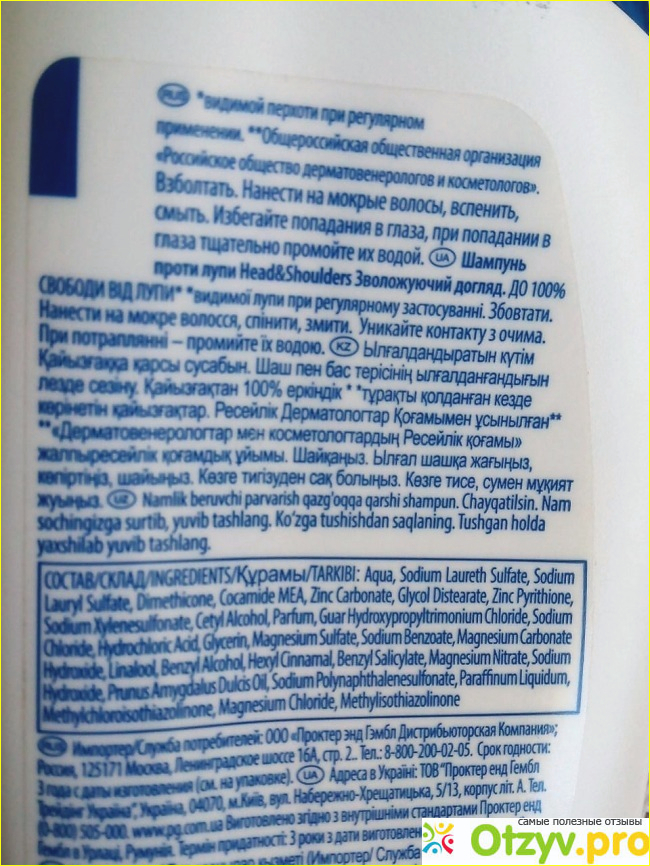 RUS *видимой перхоти при регулярном
применении. **Общероссийская общественная организация
«Российское общество дерматовенерологов и косметологов».
Взболтать. Нанести на мокрые волосы, вспенить,
смыть. Избегайте попадания в глаза, при попадании в
глаза тщательно промойте их водой. UA Шампунь
проти лупи Head&Shoulders Зволожуючий догляд. ДО 100%
СВОБОДИ ВІД ЛУПИ* *видимої лупи при регулярному застосуванні. Збовтати.
Нанести на мокре волосся, спінити, змити. Уникайте контакту з очима.
При потраплянні – промийте їх водою. KZ Ылғалдандыратын күтім
Қайызғаққа қарсы сусабын. Шаш пен бас терісінің ылғалданғандығын
лезде сезіну. Қайызғақтан 100% еркіндік* *тұрақты қолданған кезде
көрінетін қайызғақтар. Ресейлік Дерматологтар Қоғамымен ұсынылған**
**«Дерматовенерологтар мен косметологтардың Ресейлік қоғамы»
жалпыресейлік қоғамдық ұйымы. Шайқаңыз. Ылғал шашқа жағыңыз,
көпіртіңіз, шайыңыз. Көзге тигізуден сақ болыңыз. Көзге тисе, сумен мұқият
жуыңыз. UZ Namlik beruvchi parvarish qazg'oqqa qarshi shampun. Chayqatilsin. Nam
sochingizga surtib, yuvib tashlang. Ko'zga tushishdan saqlaning. Tushgan holda
yaxshilab yuvib tashlang.
СОСТАВ/СКЛАД/INGREDIENTS/Құрамы/TARKIBI: Aqua, Sodium Laureth Sulfate, Sodium
Lauryl Sulfate, Dimethicone, Cocamide MEA, Zinc Carbonate, Glycol Distearate, Zinc Pyrithione,
Sodium Xylenesulfonate, Cetyl Alcohol, Parfum, Guar Hydroxypropyltrimonium Chloride, Sodium
Chloride, Hydrochloric Acid, Glycerin, Magnesium Sulfate, Sodium Benzoate, Magnesium Carbonate
Hydroxide, Linalool, Benzyl Alcohol, Hexyl Cinnamal, Benzyl Salicylate, Magnesium Nitrate, Sodium
Hydroxide, Prunus Amygdalus Dulcis Oil, Sodium Polynaphthalenesulfonate, Paraffinum Liquidum,
Methylchloroisothiazolinone, Magnesium Chloride, Methylisothiazolinone
RUS Импортер/Служба потребителей: ООО «Проктер энд Гэмбл Дистрибьюторская Компания»;
Россия, 125171 Москва, Ленинградское шоссе 16А, стр. 2.. Тел.: 8-800-200-02-05. Срок годности:
3 года с даты изготовления (см. на упаковке). UA Адреса в Україні: ТОВ "Проктер енд Гембл
Трейдінг Україна", Україна, 04070, м.Київ, вул. Набережно-Хрещатицька, 5/13, корпус літ. А. Тел.
(0-800) 505-000. www.pg.com.ua Виготовлено згідно з внутрішніми стандартами Проктер енд
Гембл в Уряді, Румунія. Термін придатності: 3 роки з дати виготовлен
қызметі (Импортер/ Служба
самые полезные отзывы
Otzyv.pro